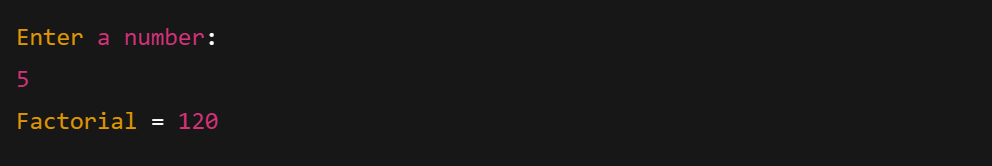 Enter a number:
5
Factorial = 120